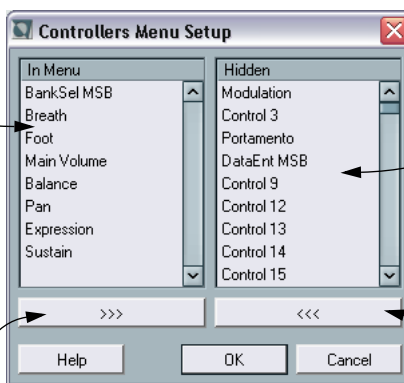 Controllers Menu Setup
In Menu
BankSel MSB
Breath
Foot
Main Volume
Balance
Pan
Expression
Sustain
Hidden
Modulation
Control 3
Portamento
DataEnt MSB
Control 9
Control 12
Control 13
Control 14
Control 15
>>>
<<<
Help
OK
Cancel